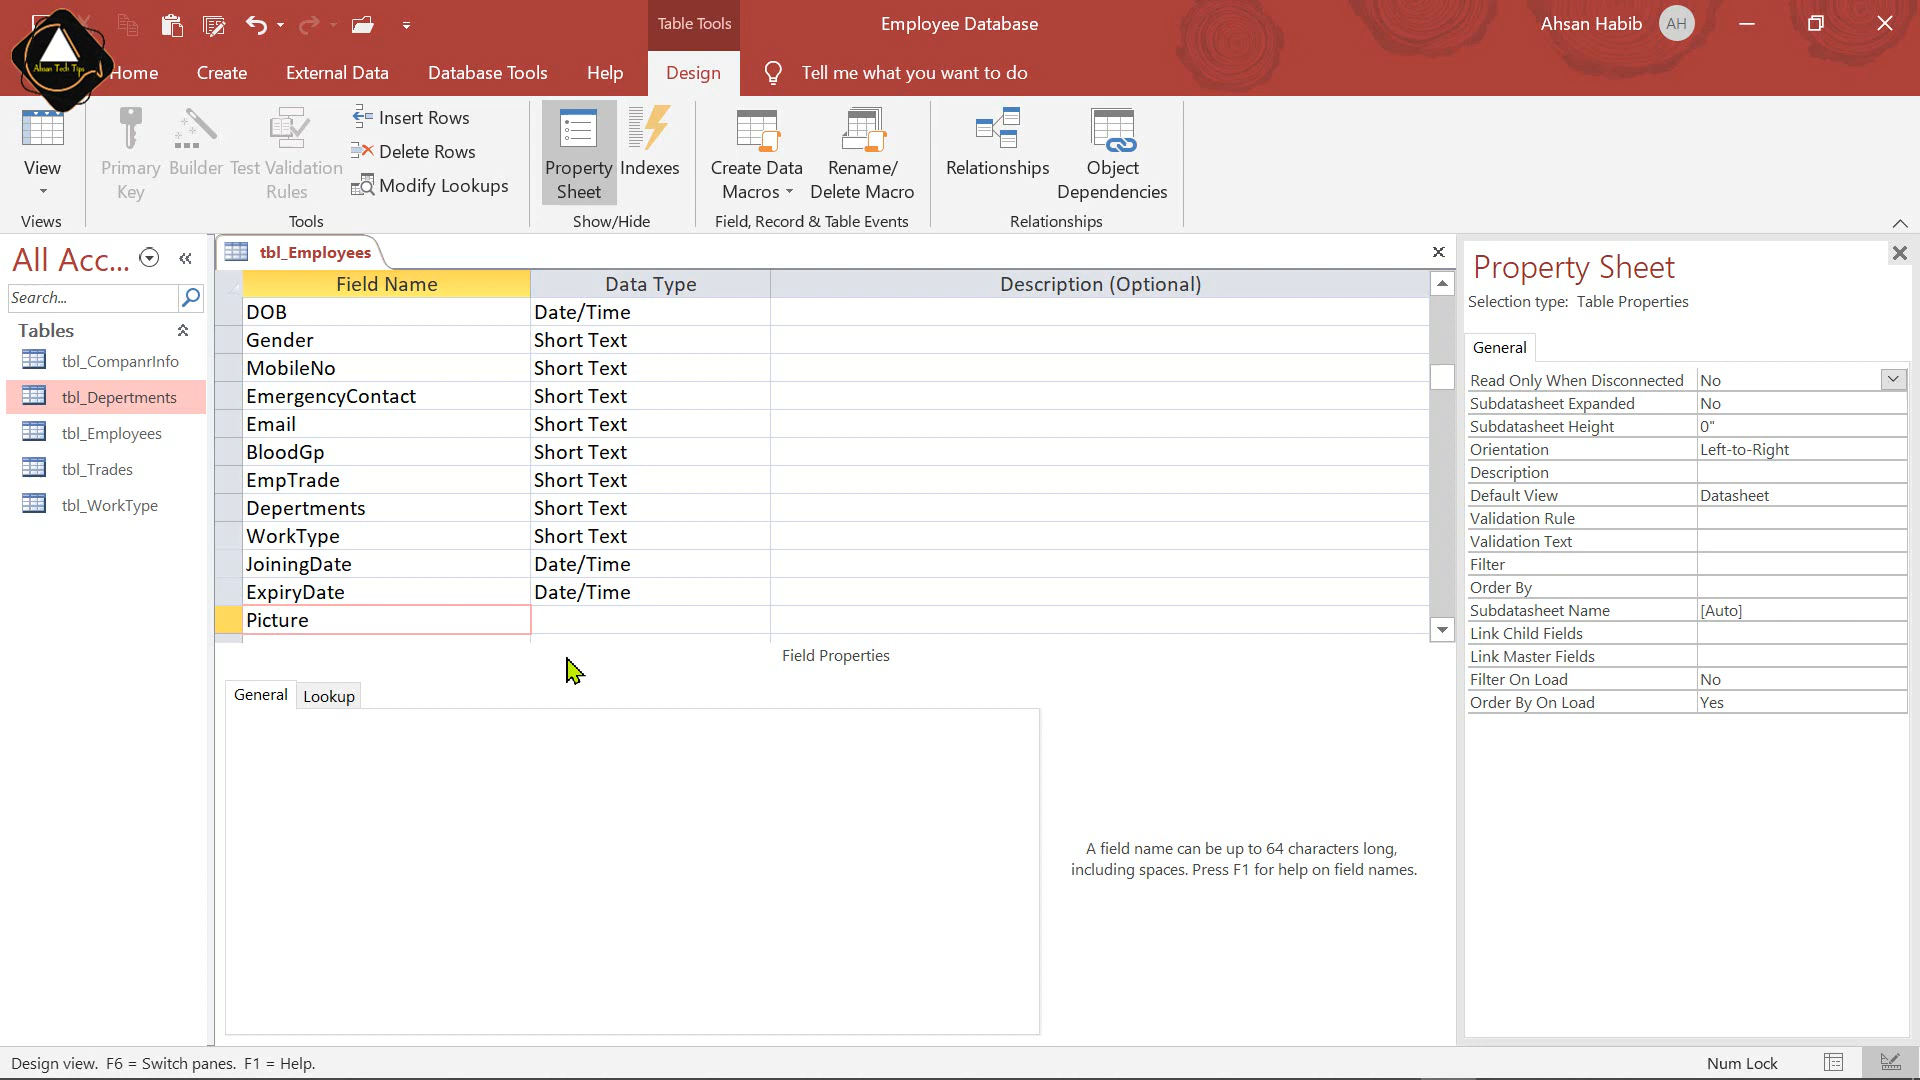 Table Tools
Employee Database
Ahsan Habib
AH
Ahsan Tech Tips
Home
Create
External Data
Database Tools
Help
Design
Tell me what you want to do
View
Primary Key
Builder
Test Validation Rules
Insert Rows
Delete Rows
Modify Lookups
Property Sheet
Indexes
Create Data Macros
Rename/ Delete Macro
Relationships
Object Dependencies
Views
Tools
Show/Hide
Field, Record & Table Events
Relationships
All Acc...
Search...
Tables
tbl_CompanrInfo
tbl_Depertments
tbl_Employees
tbl_Trades
tbl_WorkType
tbl_Employees
Field Name Data Type Description (Optional)
DOB Date/Time
Gender Short Text
MobileNo Short Text
EmergencyContact Short Text
Email Short Text
BloodGp Short Text
EmpTrade Short Text
Depertments Short Text
WorkType Short Text
JoiningDate Date/Time
ExpiryDate Date/Time
Picture
Field Properties
General
Lookup
A field name can be up to 64 characters long,
including spaces. Press F1 for help on field names.
Property Sheet
Selection type: Table Properties
General
Read Only When Disconnected No
Subdatasheet Expanded No
Subdatasheet Height 0"
Orientation Left-to-Right
Description
Default View Datasheet
Validation Rule
Validation Text
Filter
Order By
Subdatasheet Name [Auto]
Link Child Fields
Link Master Fields
Filter On Load No
Order By On Load Yes
Design view. F6 = Switch panes. F1 = Help.
Num Lock